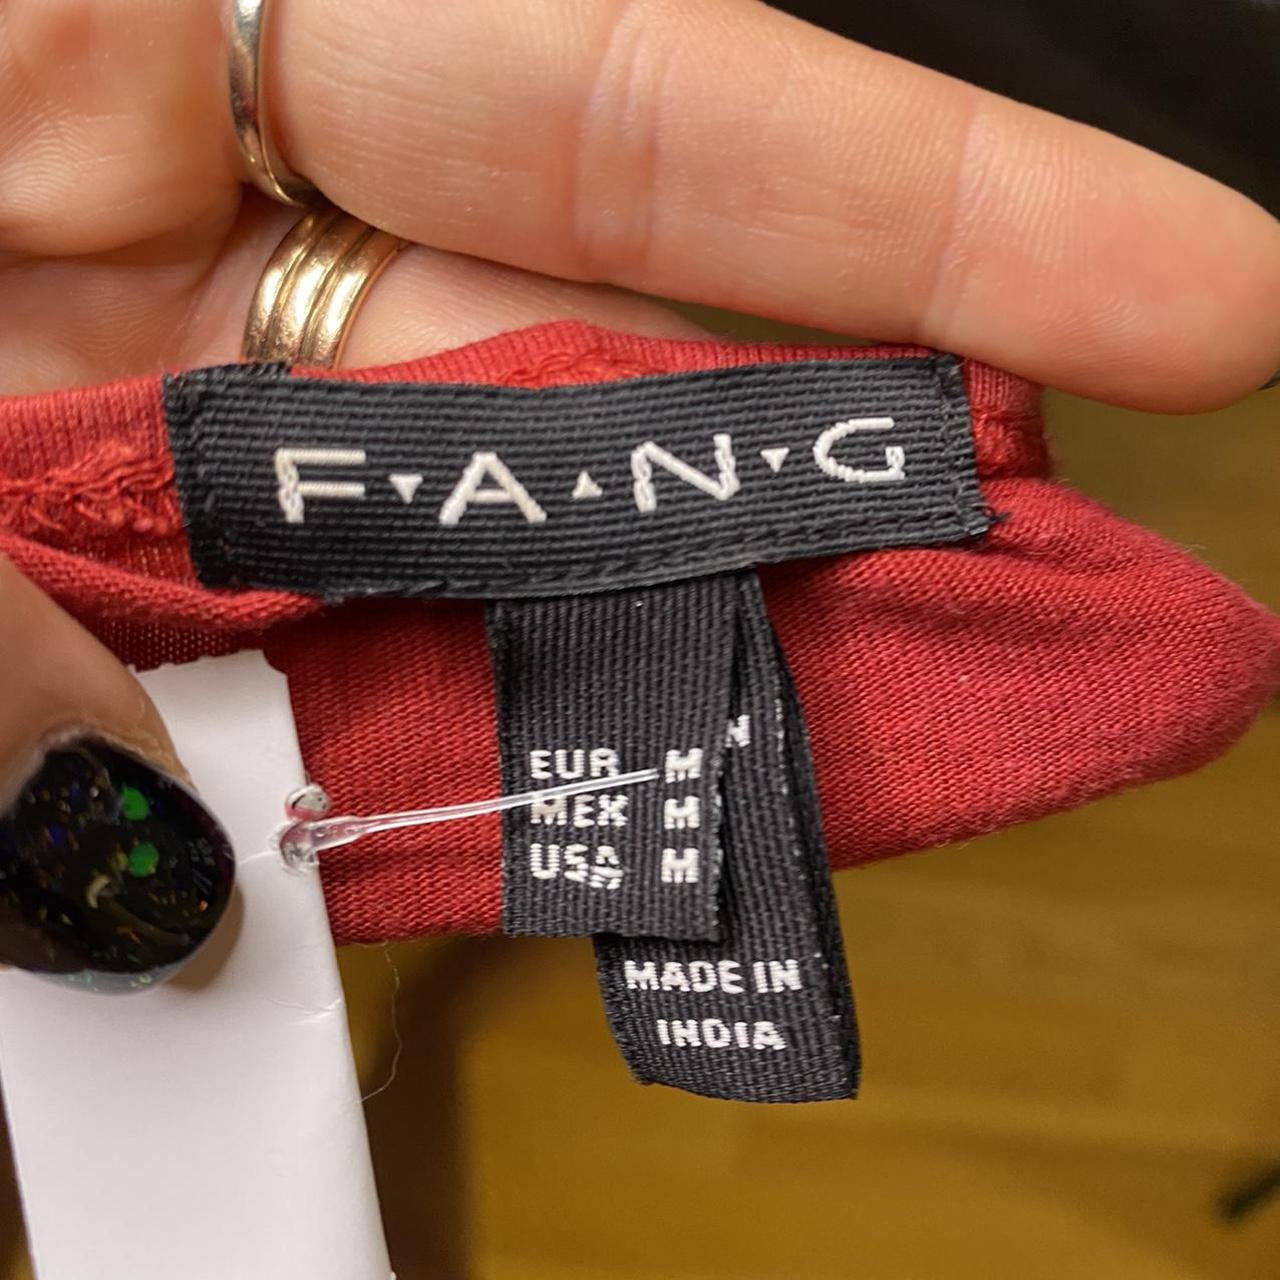 F▼A▲N▼G
EUR M
MEX M
USA M
N
MADE IN
INDIA